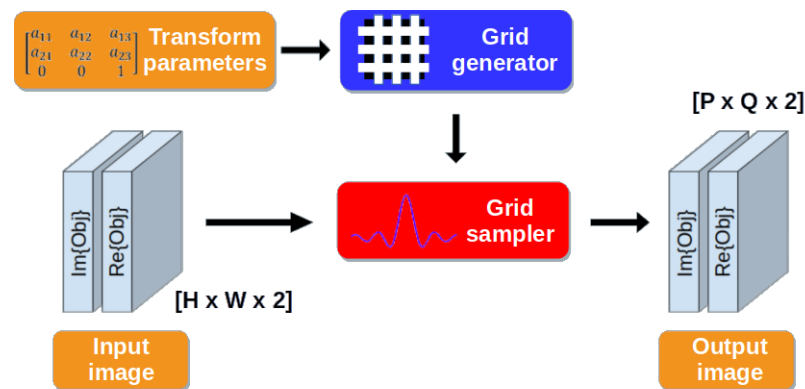 a11 a12 a13
a21 a22 a23
0 0 1
Transform
parameters
Grid
generator
[P x Q x 2]
Im{Obj}
Re{Obj}
Grid
sampler
Im{Obj}
Re{Obj}
[H x W x 2]
Input
image
Output
image